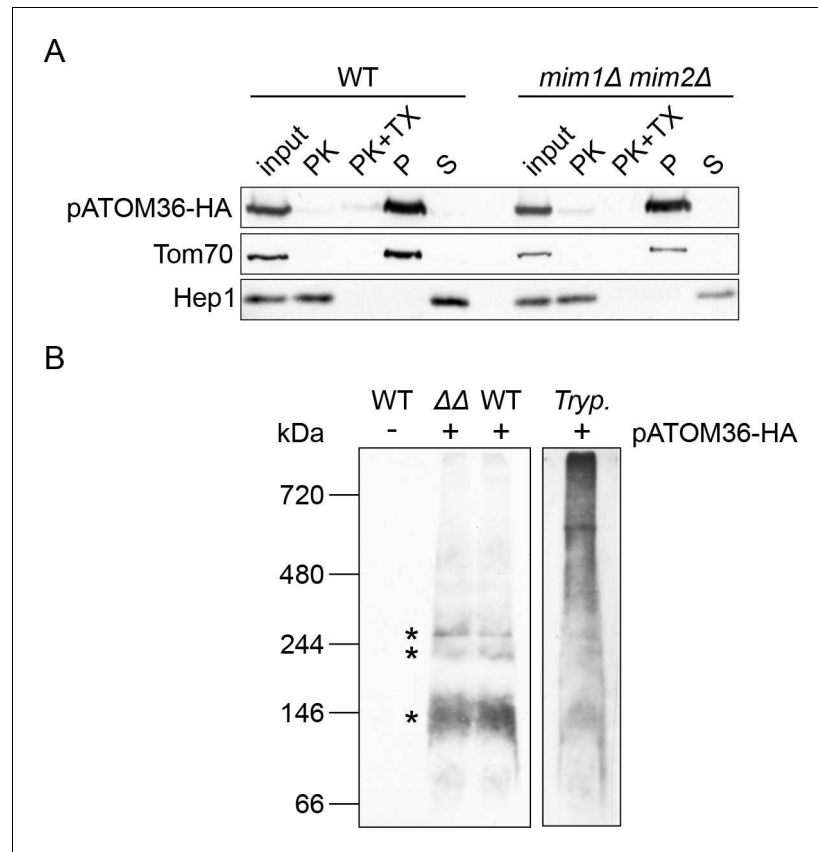 A
WT mim1Δ mim2Δ
input PK PK+TX P S input PK PK+TX P S
pATOM36-HA
Tom70
Hep1
B
WT ΔΔ WT Tryp.
kDa - + + + pATOM36-HA
720
480
*
244
*
146 *
66